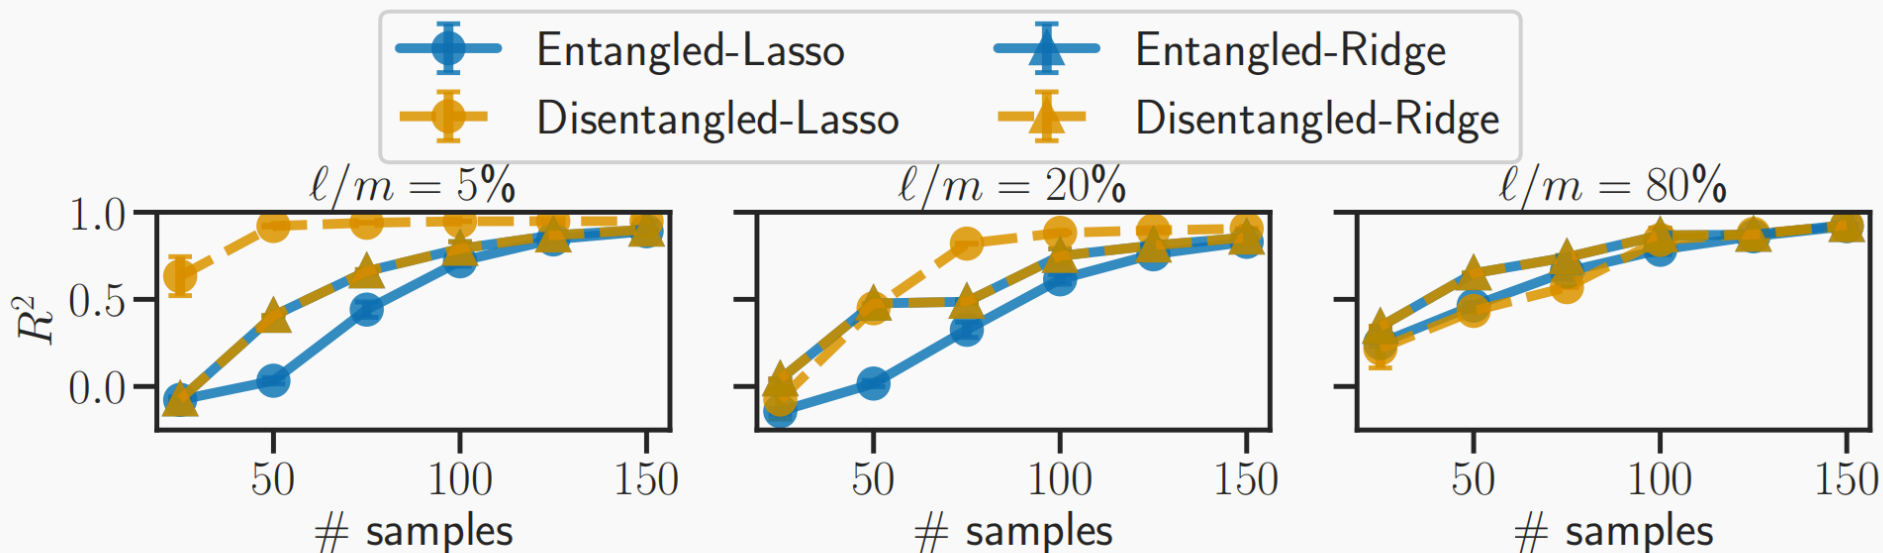 Entangled-Lasso Entangled-Ridge
Disentangled-Lasso Disentangled-Ridge
ℓ/m = 5% ℓ/m = 20% ℓ/m = 80%
1.0
0.5
0.0
R²
50 100 150 50 100 150 50 100 150
# samples # samples # samples